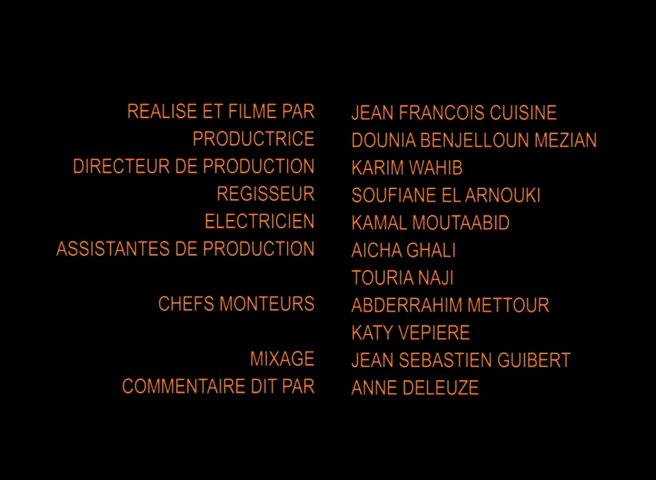 REALISE ET FILME PAR JEAN FRANCOIS CUISINE
PRODUCTRICE DOUNIA BENJELLOUN MEZIAN
DIRECTEUR DE PRODUCTION KARIM WAHIB
REGISSEUR SOUFIANE EL ARNOUKI
ELECTRICIEN KAMAL MOUTAABID
ASSISTANTES DE PRODUCTION AICHA GHALI
TOURIA NAJI
CHEFS MONTEURS ABDERRAHIM METTOUR
KATY VEPIERE
MIXAGE JEAN SEBASTIEN GUIBERT
COMMENTAIRE DIT PAR ANNE DELEUZE